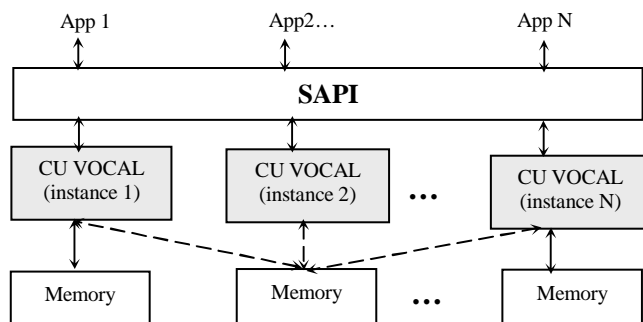 App 1 App2… App N
SAPI
CU VOCAL CU VOCAL CU VOCAL
(instance 1) (instance 2) … (instance N)
Memory Memory … Memory